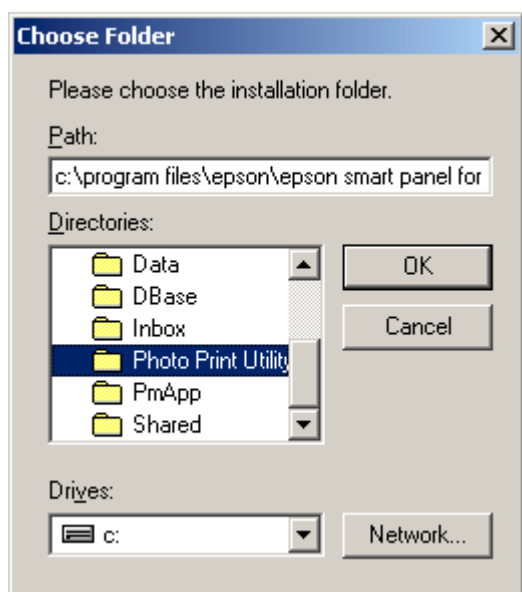 Choose Folder
Please choose the installation folder.
Path:
c:\program files\epson\epson smart panel for
Directories:
Data
DBase
Inbox
Photo Print Utility
PmApp
Shared
OK
Cancel
Drives:
c:
Network...